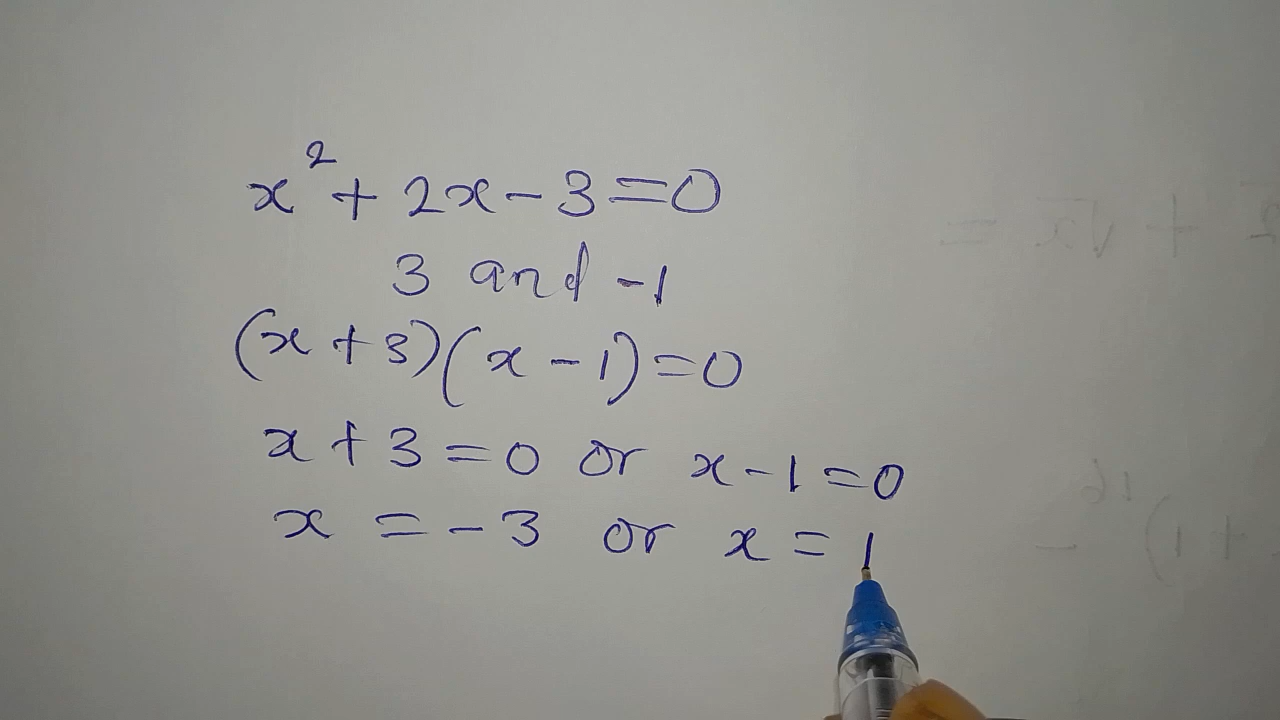 x² + 2x - 3 = 0
3 and -1
(x + 3)(x - 1) = 0
x + 3 = 0 or x - 1 = 0
x = -3 or x = 1